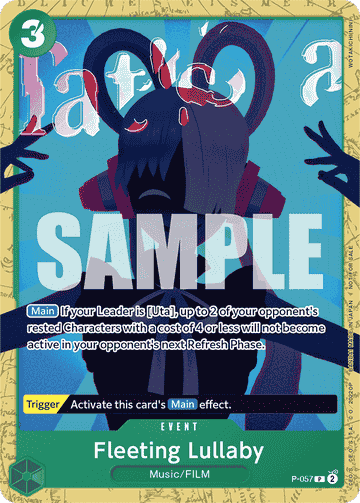 3
SAMPLE
Main If your Leader is [Uta], up to 2 of your opponent's
rested Characters with a cost of 4 or less will not become
active in your opponent's next Refresh Phase.
Trigger Activate this card's Main effect.
EVENT
Fleeting Lullaby
Music/FILM
P-057 P 2